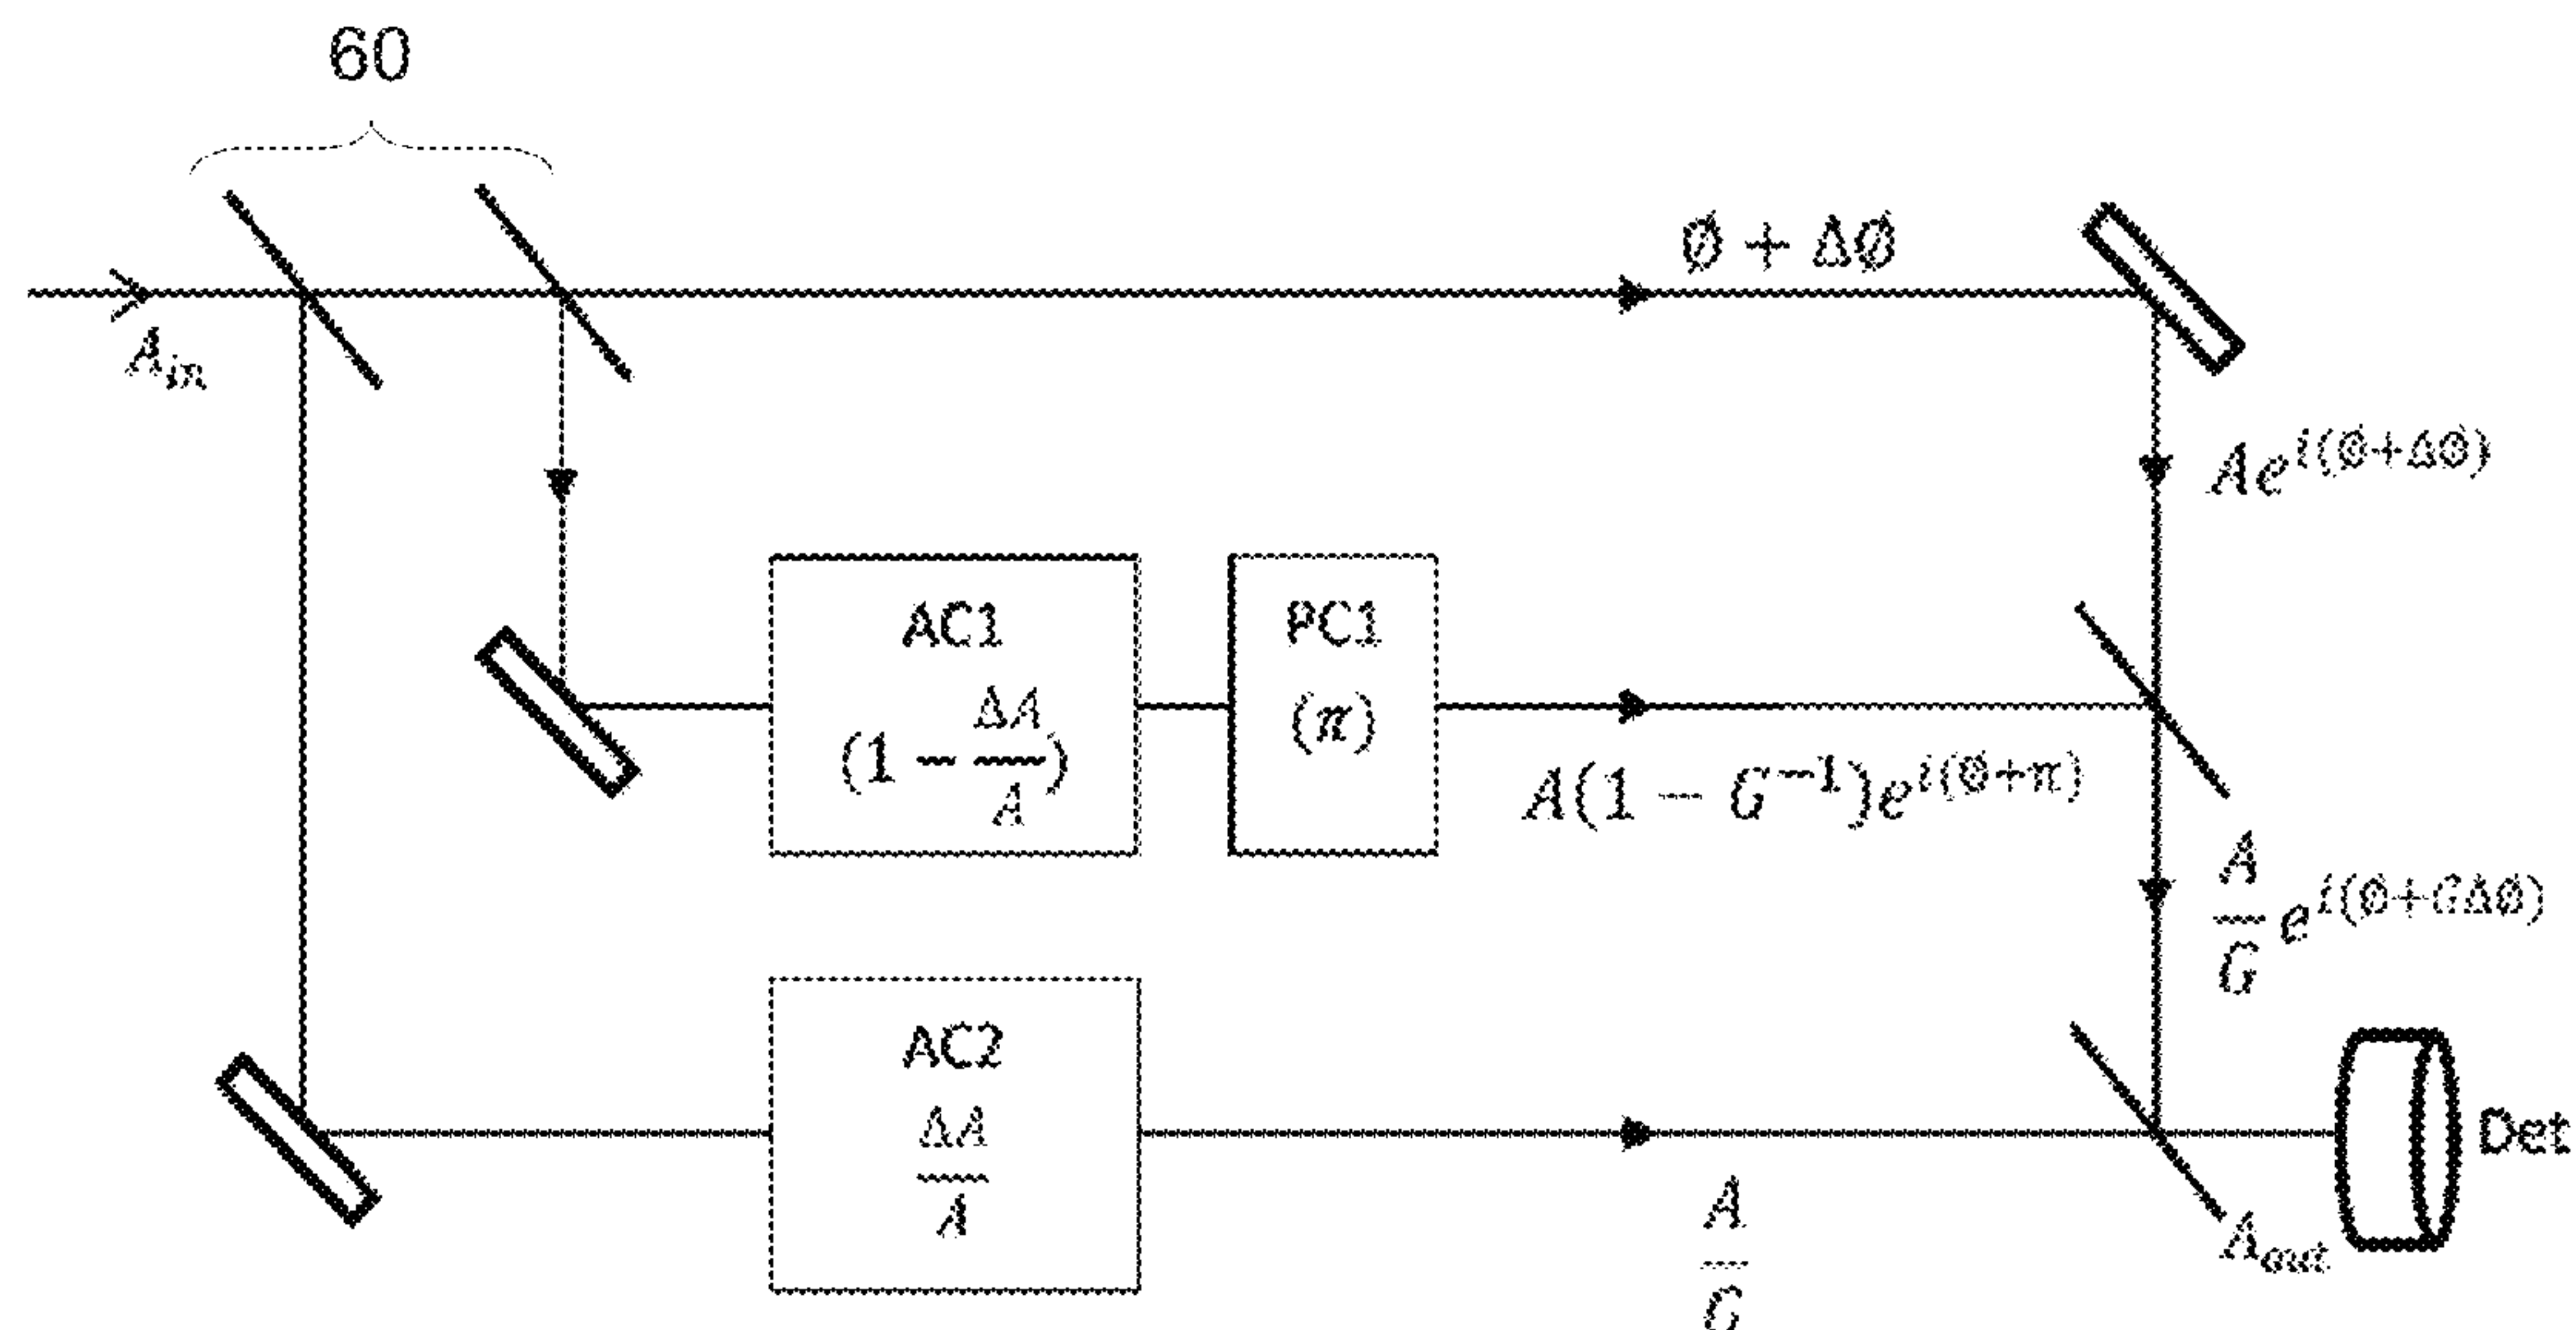 60
Ø + ΔØ
A_in
Ae^{i(Ø+ΔØ)}
AC1
(1 - ΔA/A)
PC1
(π)
A(1 - G^{-1})e^{i(Ø+π)}
A/G e^{i(Ø+GΔØ)}
AC2
ΔA/A
Det
A/G
A_out